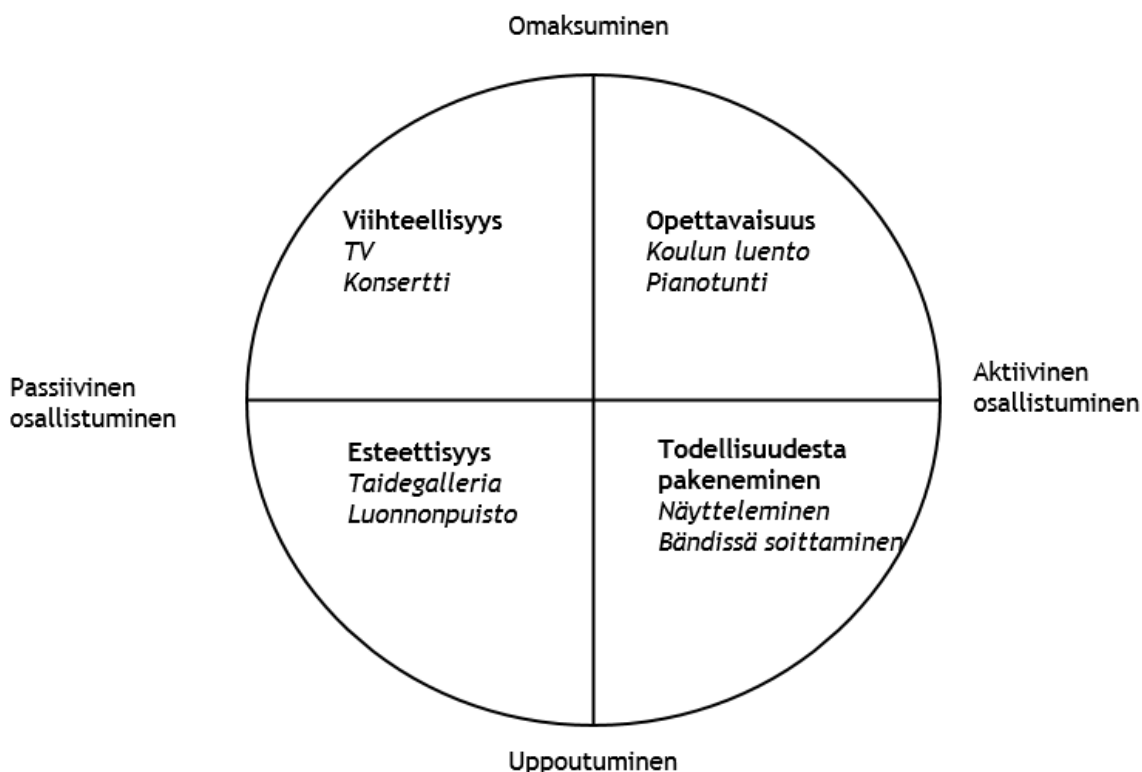 Omaksuminen
Viihteellisyys
TV
Konsertti
Opettavaisuus
Koulun luento
Pianotunti
Passiivinen
osallistuminen
Aktiivinen
osallistuminen
Esteettisyys
Taidegalleria
Luonnonpuisto
Todellisuudesta
pakeneminen
Näytteleminen
Bändissä soittaminen
Uppoutuminen